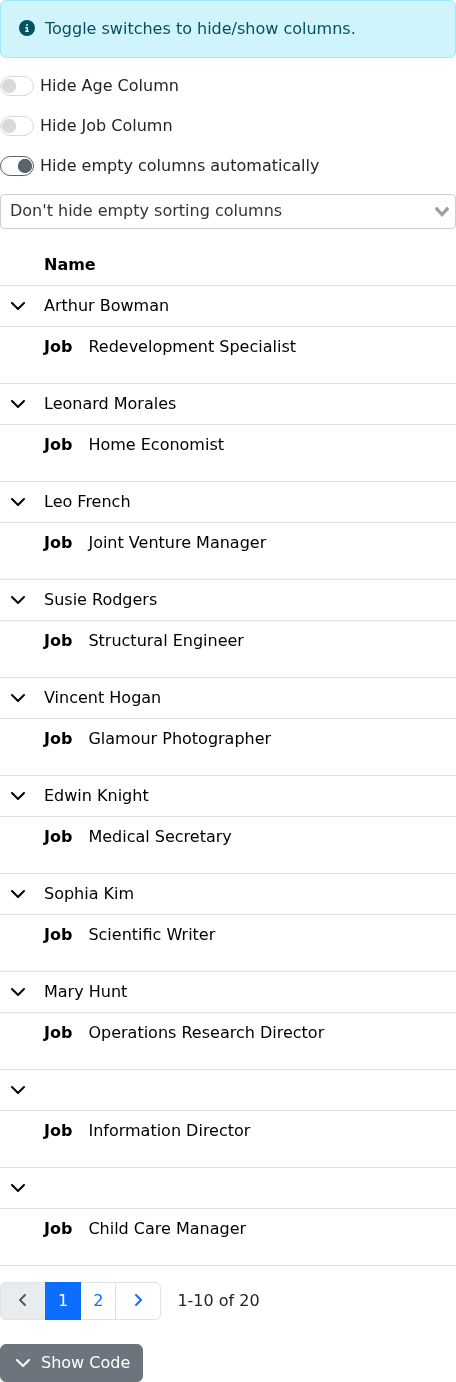 Toggle switches to hide/show columns.
Hide Age Column
Hide Job Column
Hide empty columns automatically
Don't hide empty sorting columns
Name
Arthur Bowman
Job Redevelopment Specialist
Leonard Morales
Job Home Economist
Leo French
Job Joint Venture Manager
Susie Rodgers
Job Structural Engineer
Vincent Hogan
Job Glamour Photographer
Edwin Knight
Job Medical Secretary
Sophia Kim
Job Scientific Writer
Mary Hunt
Job Operations Research Director
Job Information Director
Job Child Care Manager
1 2 1-10 of 20
Show Code